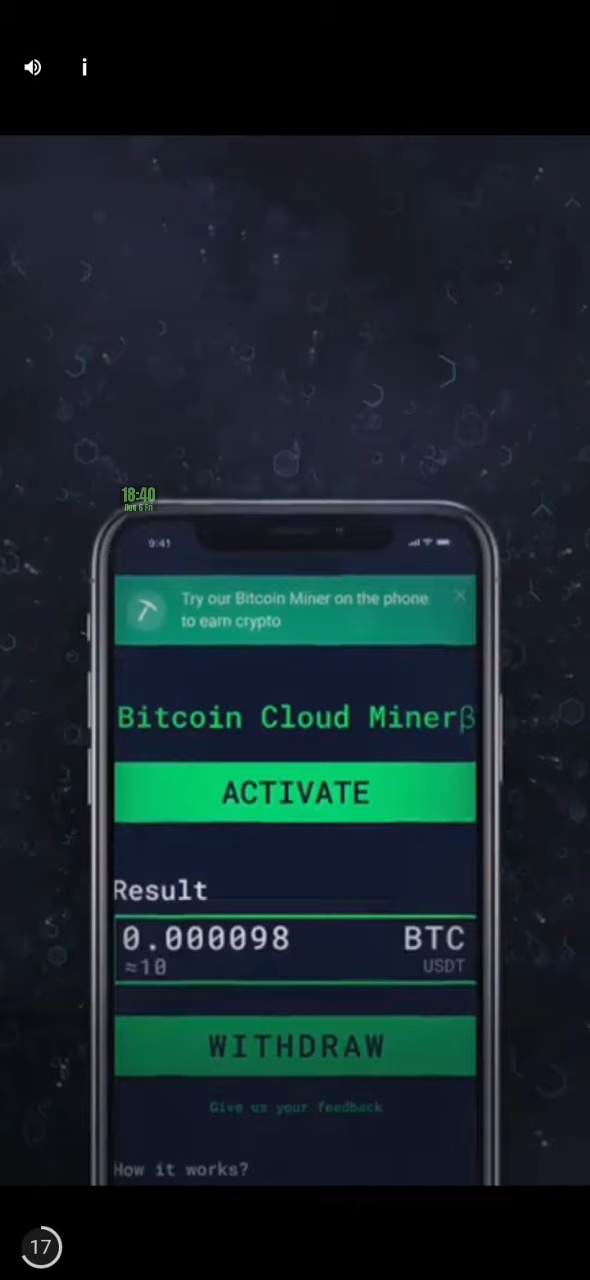 18:40
9:41
Try our Bitcoin Miner on the phone
to earn crypto
Bitcoin Cloud Minerβ
ACTIVATE
Result
0.000098 BTC
≈10 USDT
WITHDRAW
Give us your feedback
How it works?
17